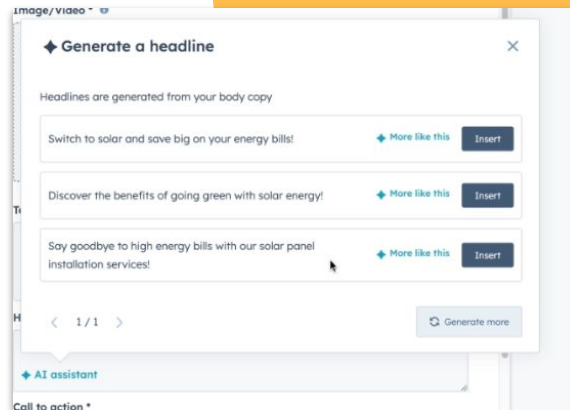 Image/Video *
Generate a headline
Headlines are generated from your body copy
Switch to solar and save big on your energy bills!
More like this
Insert
Discover the benefits of going green with solar energy!
More like this
Insert
Say goodbye to high energy bills with our solar panel
installation services!
More like this
Insert
1 / 1
Generate more
AI assistant
Call to action *